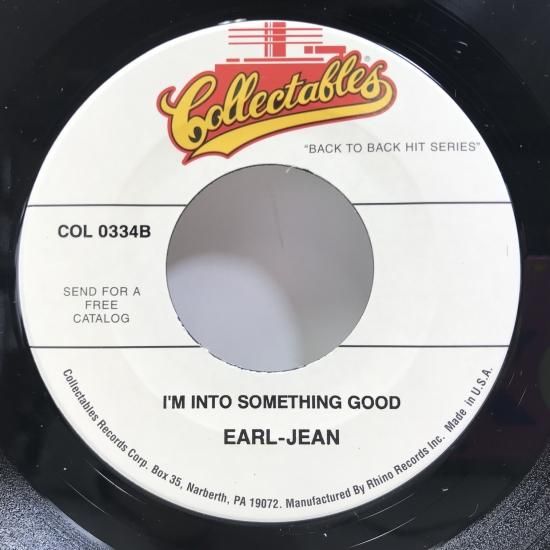 Collectables®
"BACK TO BACK HIT SERIES"
COL 0334B
SEND FOR A
FREE
CATALOG
I'M INTO SOMETHING GOOD
EARL-JEAN
Collectables Records Corp. Box 35, Narberth, PA 19072. Manufactured By Rhino Records Inc. Made in U.S.A.